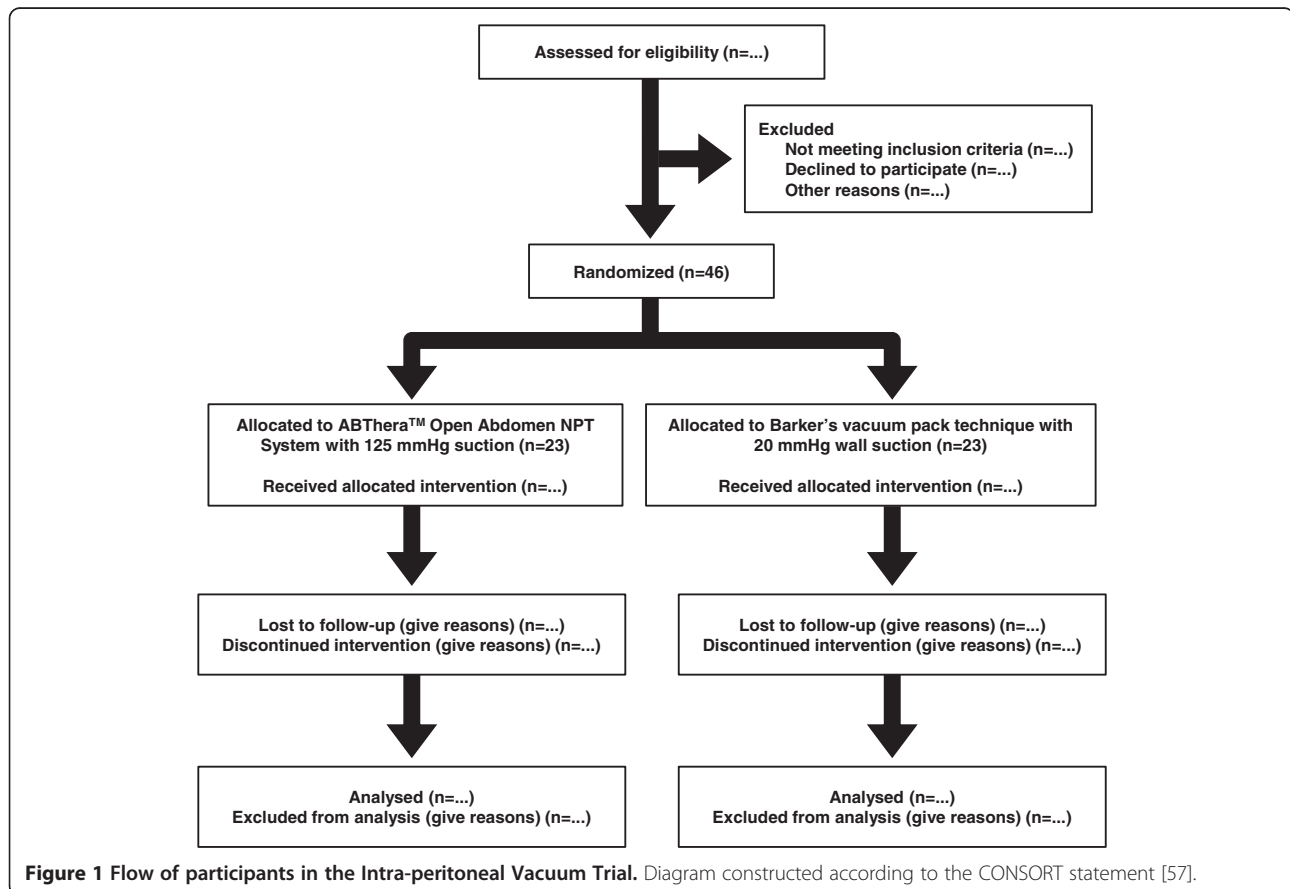 Assessed for eligibility (n=...)
Excluded
Not meeting inclusion criteria (n=...)
Declined to participate (n=...)
Other reasons (n=...)
Randomized (n=46)
Allocated to ABThera™ Open Abdomen NPT
System with 125 mmHg suction (n=23)
Received allocated intervention (n=...)
Allocated to Barker's vacuum pack technique with
20 mmHg wall suction (n=23)
Received allocated intervention (n=...)
Lost to follow-up (give reasons) (n=...)
Discontinued intervention (give reasons) (n=...)
Lost to follow-up (give reasons) (n=...)
Discontinued intervention (give reasons) (n=...)
Analysed (n=...)
Excluded from analysis (give reasons) (n=...)
Analysed (n=...)
Excluded from analysis (give reasons) (n=...)
Figure 1 Flow of participants in the Intra-peritoneal Vacuum Trial. Diagram constructed according to the CONSORT statement [57].